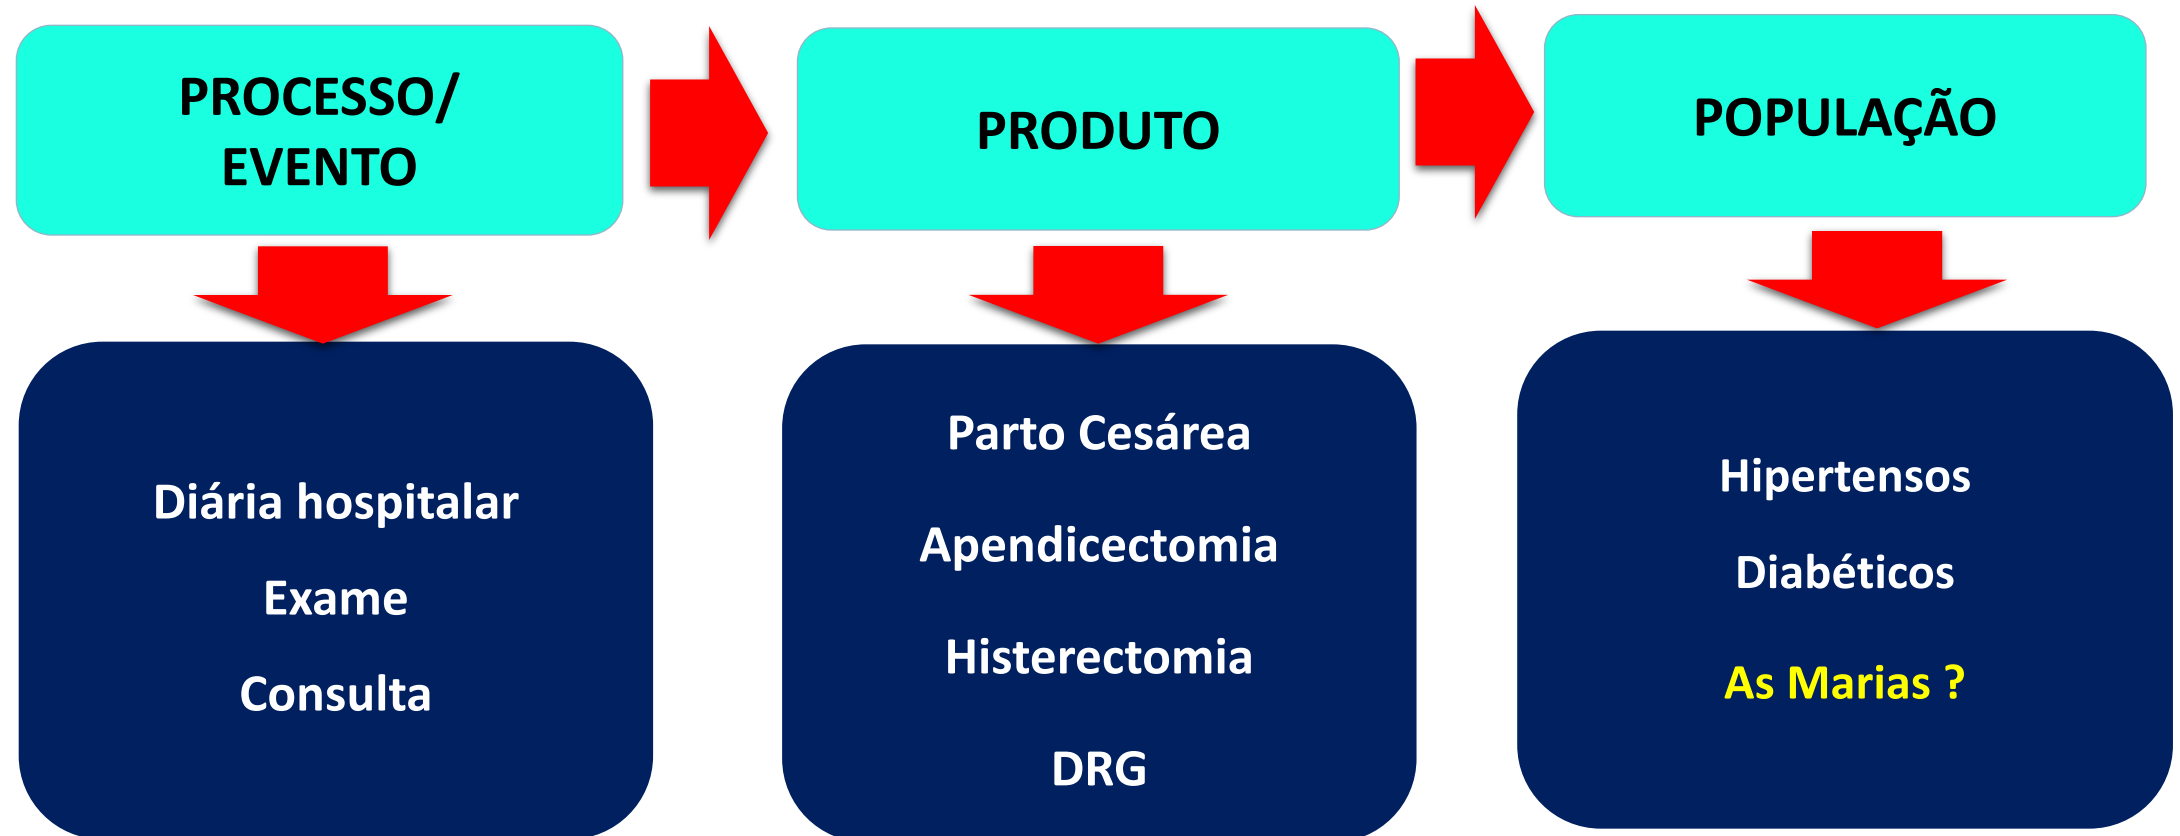 PROCESSO/
EVENTO
PRODUTO
POPULAÇÃO
Diária hospitalar
Exame
Consulta
Parto Cesárea
Apendicectomia
Histerectomia
DRG
Hipertensos
Diabéticos
As Marias ?